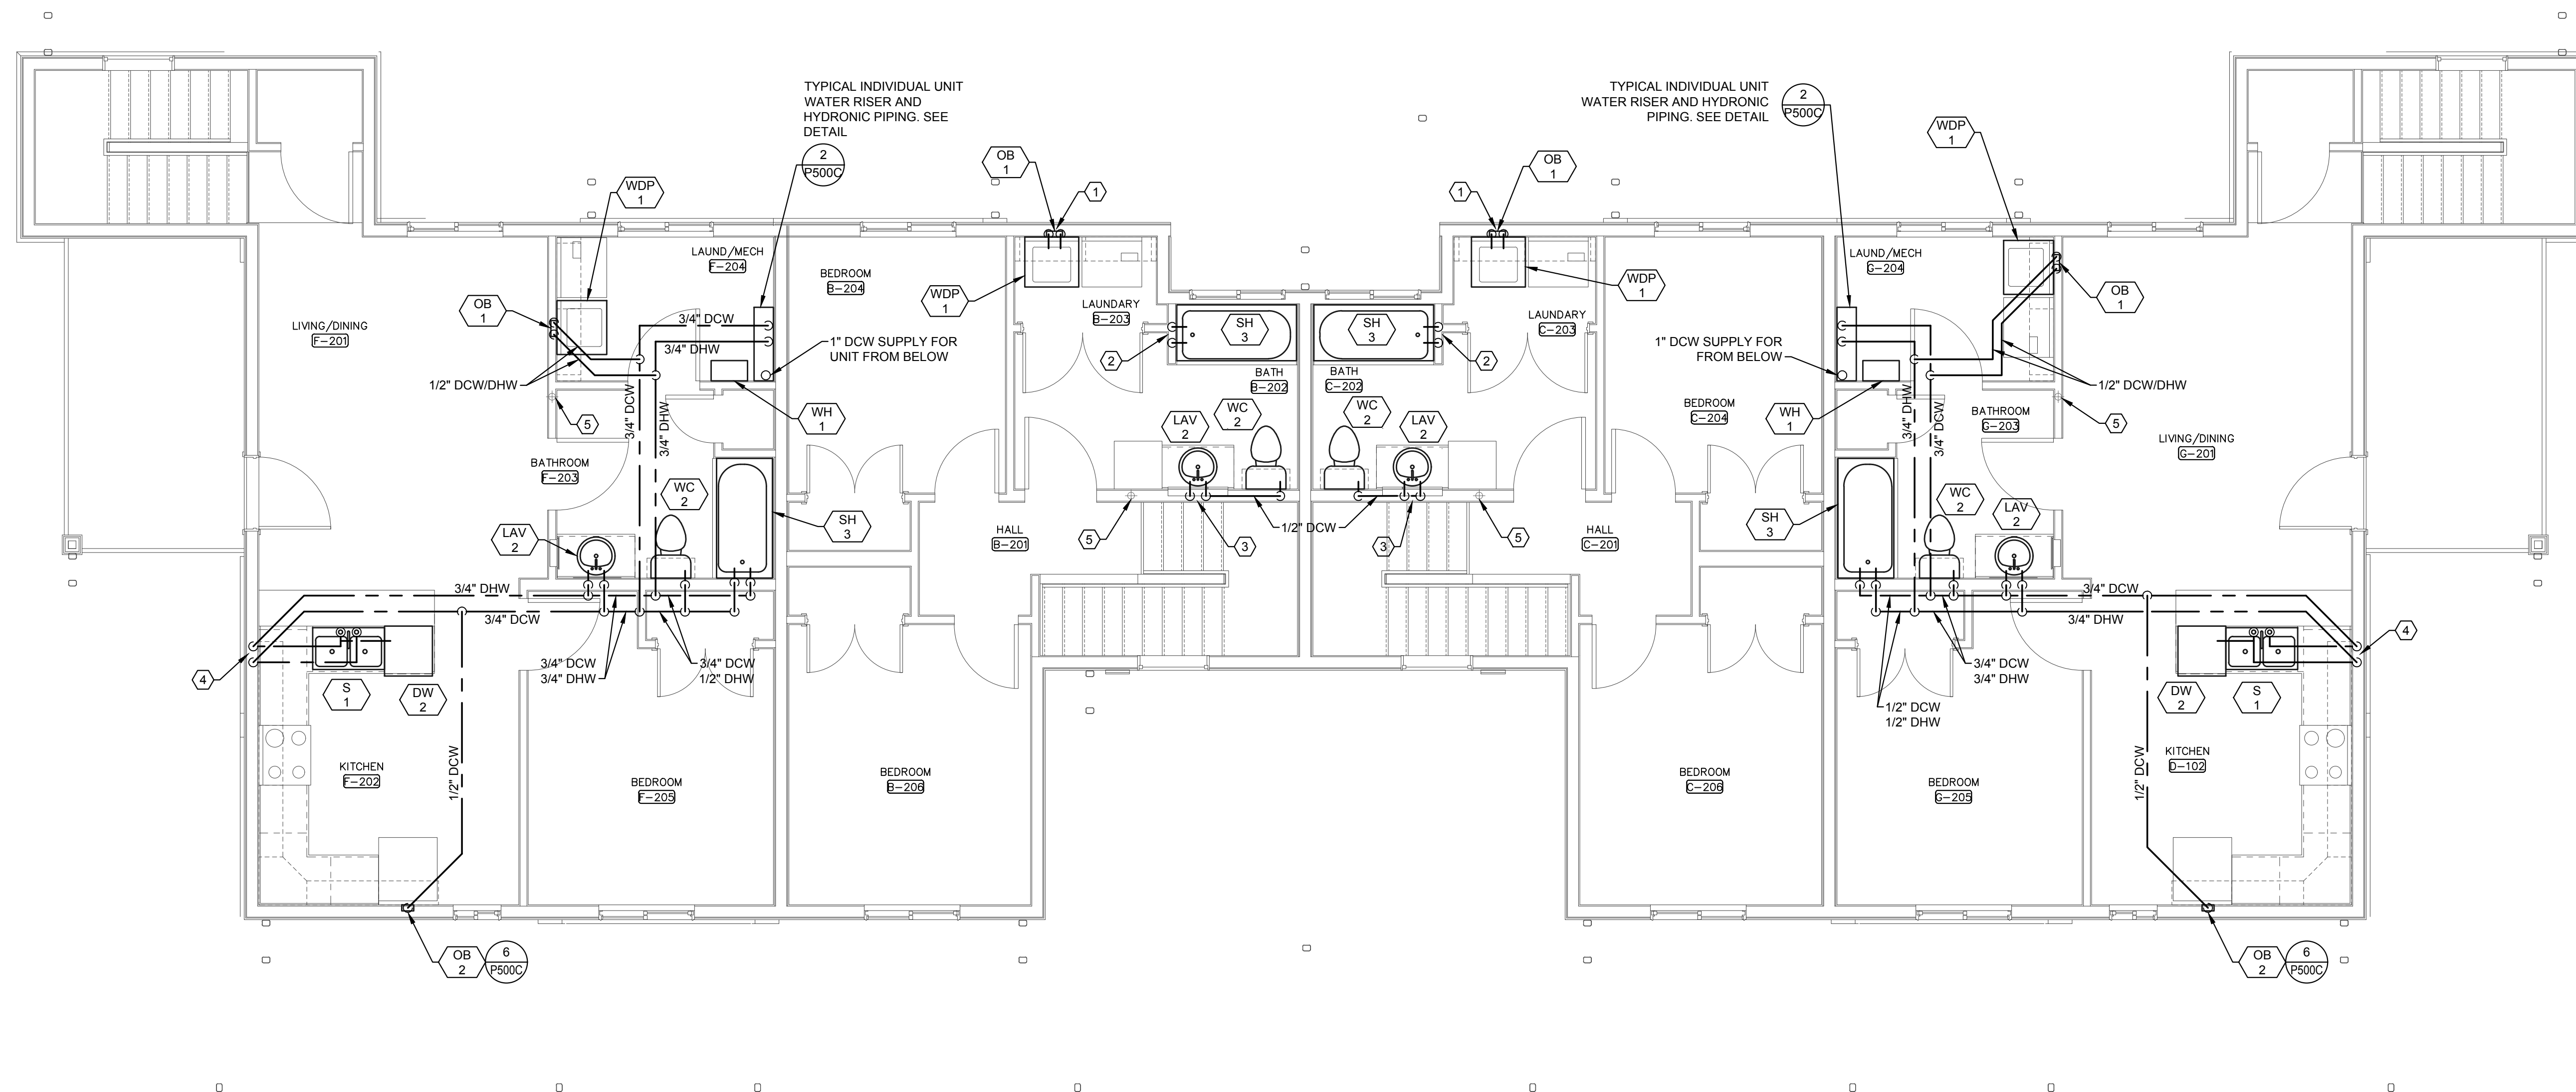 TYPICAL INDIVIDUAL UNIT
WATER RISER AND
HYDRONIC PIPING. SEE
DETAIL
2
P500C
TYPICAL INDIVIDUAL UNIT
WATER RISER AND HYDRONIC
PIPING. SEE DETAIL
2
P500C
WDP
1
OB
1
1
1
OB
1
WDP
1
LAUND/MECH
F-204
BEDROOM
B-204
WDP
1
LAUNDARY
B-203
WDP
1
LAUNDARY
C-203
LAUND/MECH
G-204
OB
1
OB
1
LIVING/DINING
F-201
3/4" DCW
3/4" DHW
1" DCW SUPPLY FOR
UNIT FROM BELOW
SH
3
SH
3
2
2
1" DCW SUPPLY FOR
FROM BELOW
1/2" DCW/DHW
1/2" DCW/DHW
BATH
B-202
BATH
C-202
3/4" DCW
3/4" DHW
WH
1
5
LAV
2
WC
2
WC
2
LAV
2
BEDROOM
C-204
WH
1
3/4" DHW
3/4" DCW
BATHROOM
G-203
5
LIVING/DINING
G-201
BATHROOM
F-203
WC
2
SH
3
LAV
2
HALL
B-201
5
3
1/2" DCW
3
5
HALL
C-201
SH
3
WC
2
LAV
2
3/4" DHW
3/4" DCW
3/4" DCW
3/4" DHW
4
S
1
DW
2
3/4" DCW
3/4" DHW
3/4" DCW
1/2" DHW
3/4" DCW
3/4" DHW
1/2" DCW
1/2" DHW
DW
2
S
1
4
KITCHEN
F-202
1/2" DCW
BEDROOM
F-205
BEDROOM
B-206
BEDROOM
C-206
BEDROOM
G-205
1/2" DCW
KITCHEN
D-102
OB
2
6
P500C
OB
2
6
P500C